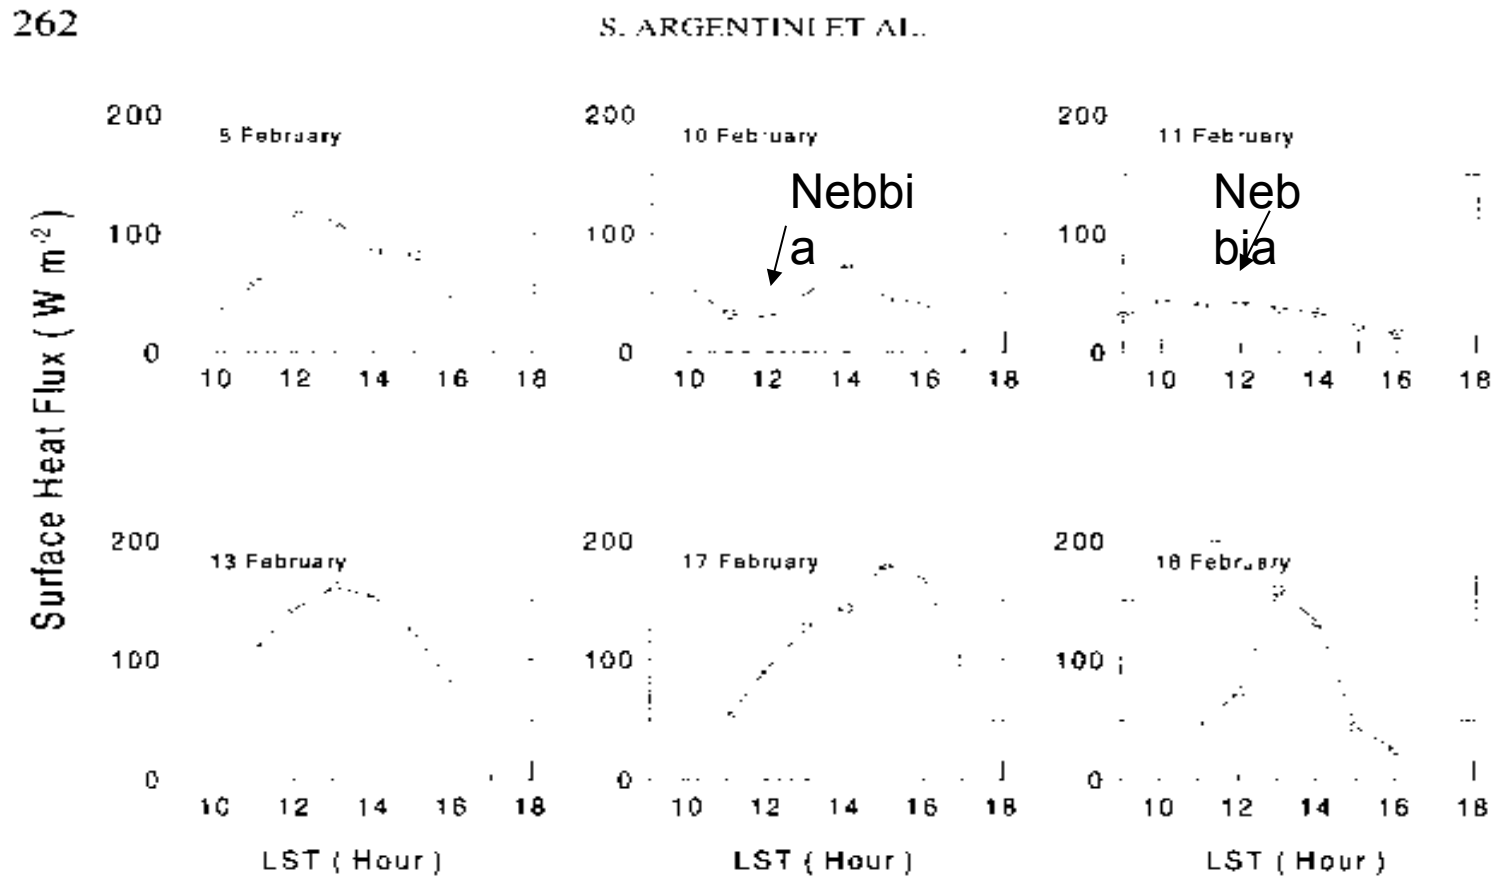 262 S. ARGENTINI ET AL.
Surface Heat Flux ( W m-2 )
200 5 February
100
0
10 12 14 16 18
200 10 February
Nebbi
a
100
0
10 12 14 16 18
200 11 February
Neb
bia
100
0
10 12 14 16 18
200 13 February
100
0
10 12 14 16 18
LST ( Hour )
200 17 February
100
0
10 12 14 16 18
LST ( Hour )
200 18 February
100
0
10 12 14 16 18
LST ( Hour )